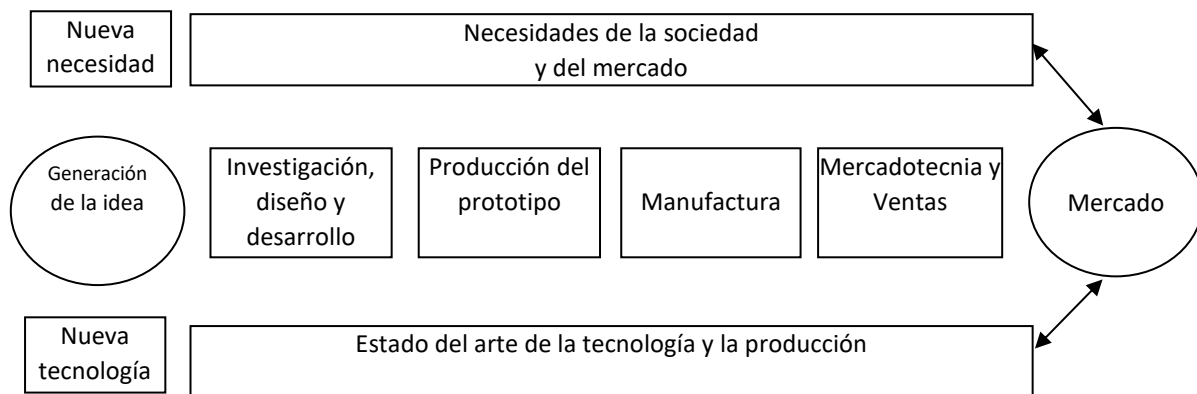 Nueva
necesidad
Necesidades de la sociedad
y del mercado
Generación
de la idea
Investigación,
diseño y
desarrollo
Producción del
prototipo
Manufactura
Mercadotecnia y
Ventas
Mercado
Nueva
tecnología
Estado del arte de la tecnología y la producción